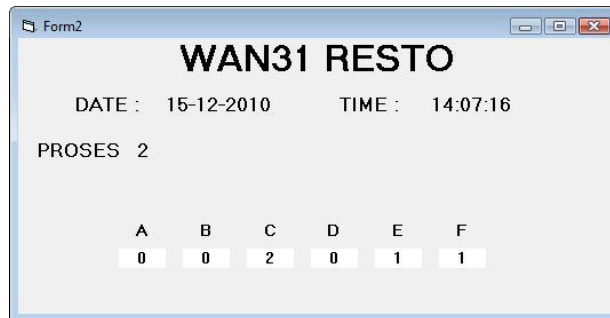 Form2
WAN31 RESTO
DATE : 15-12-2010 TIME : 14:07:16
PROSES 2
A B C D E F
0 0 2 0 1 1